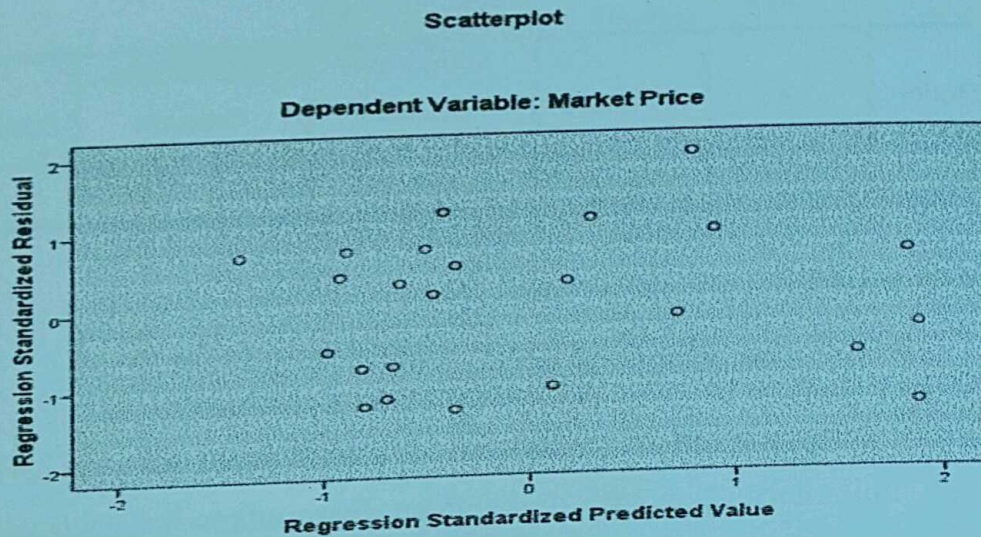 Scatterplot
Dependent Variable: Market Price
Regression Standardized Residual
2
1
0
-1
-2
-2
-1
0
1
2
Regression Standardized Predicted Value